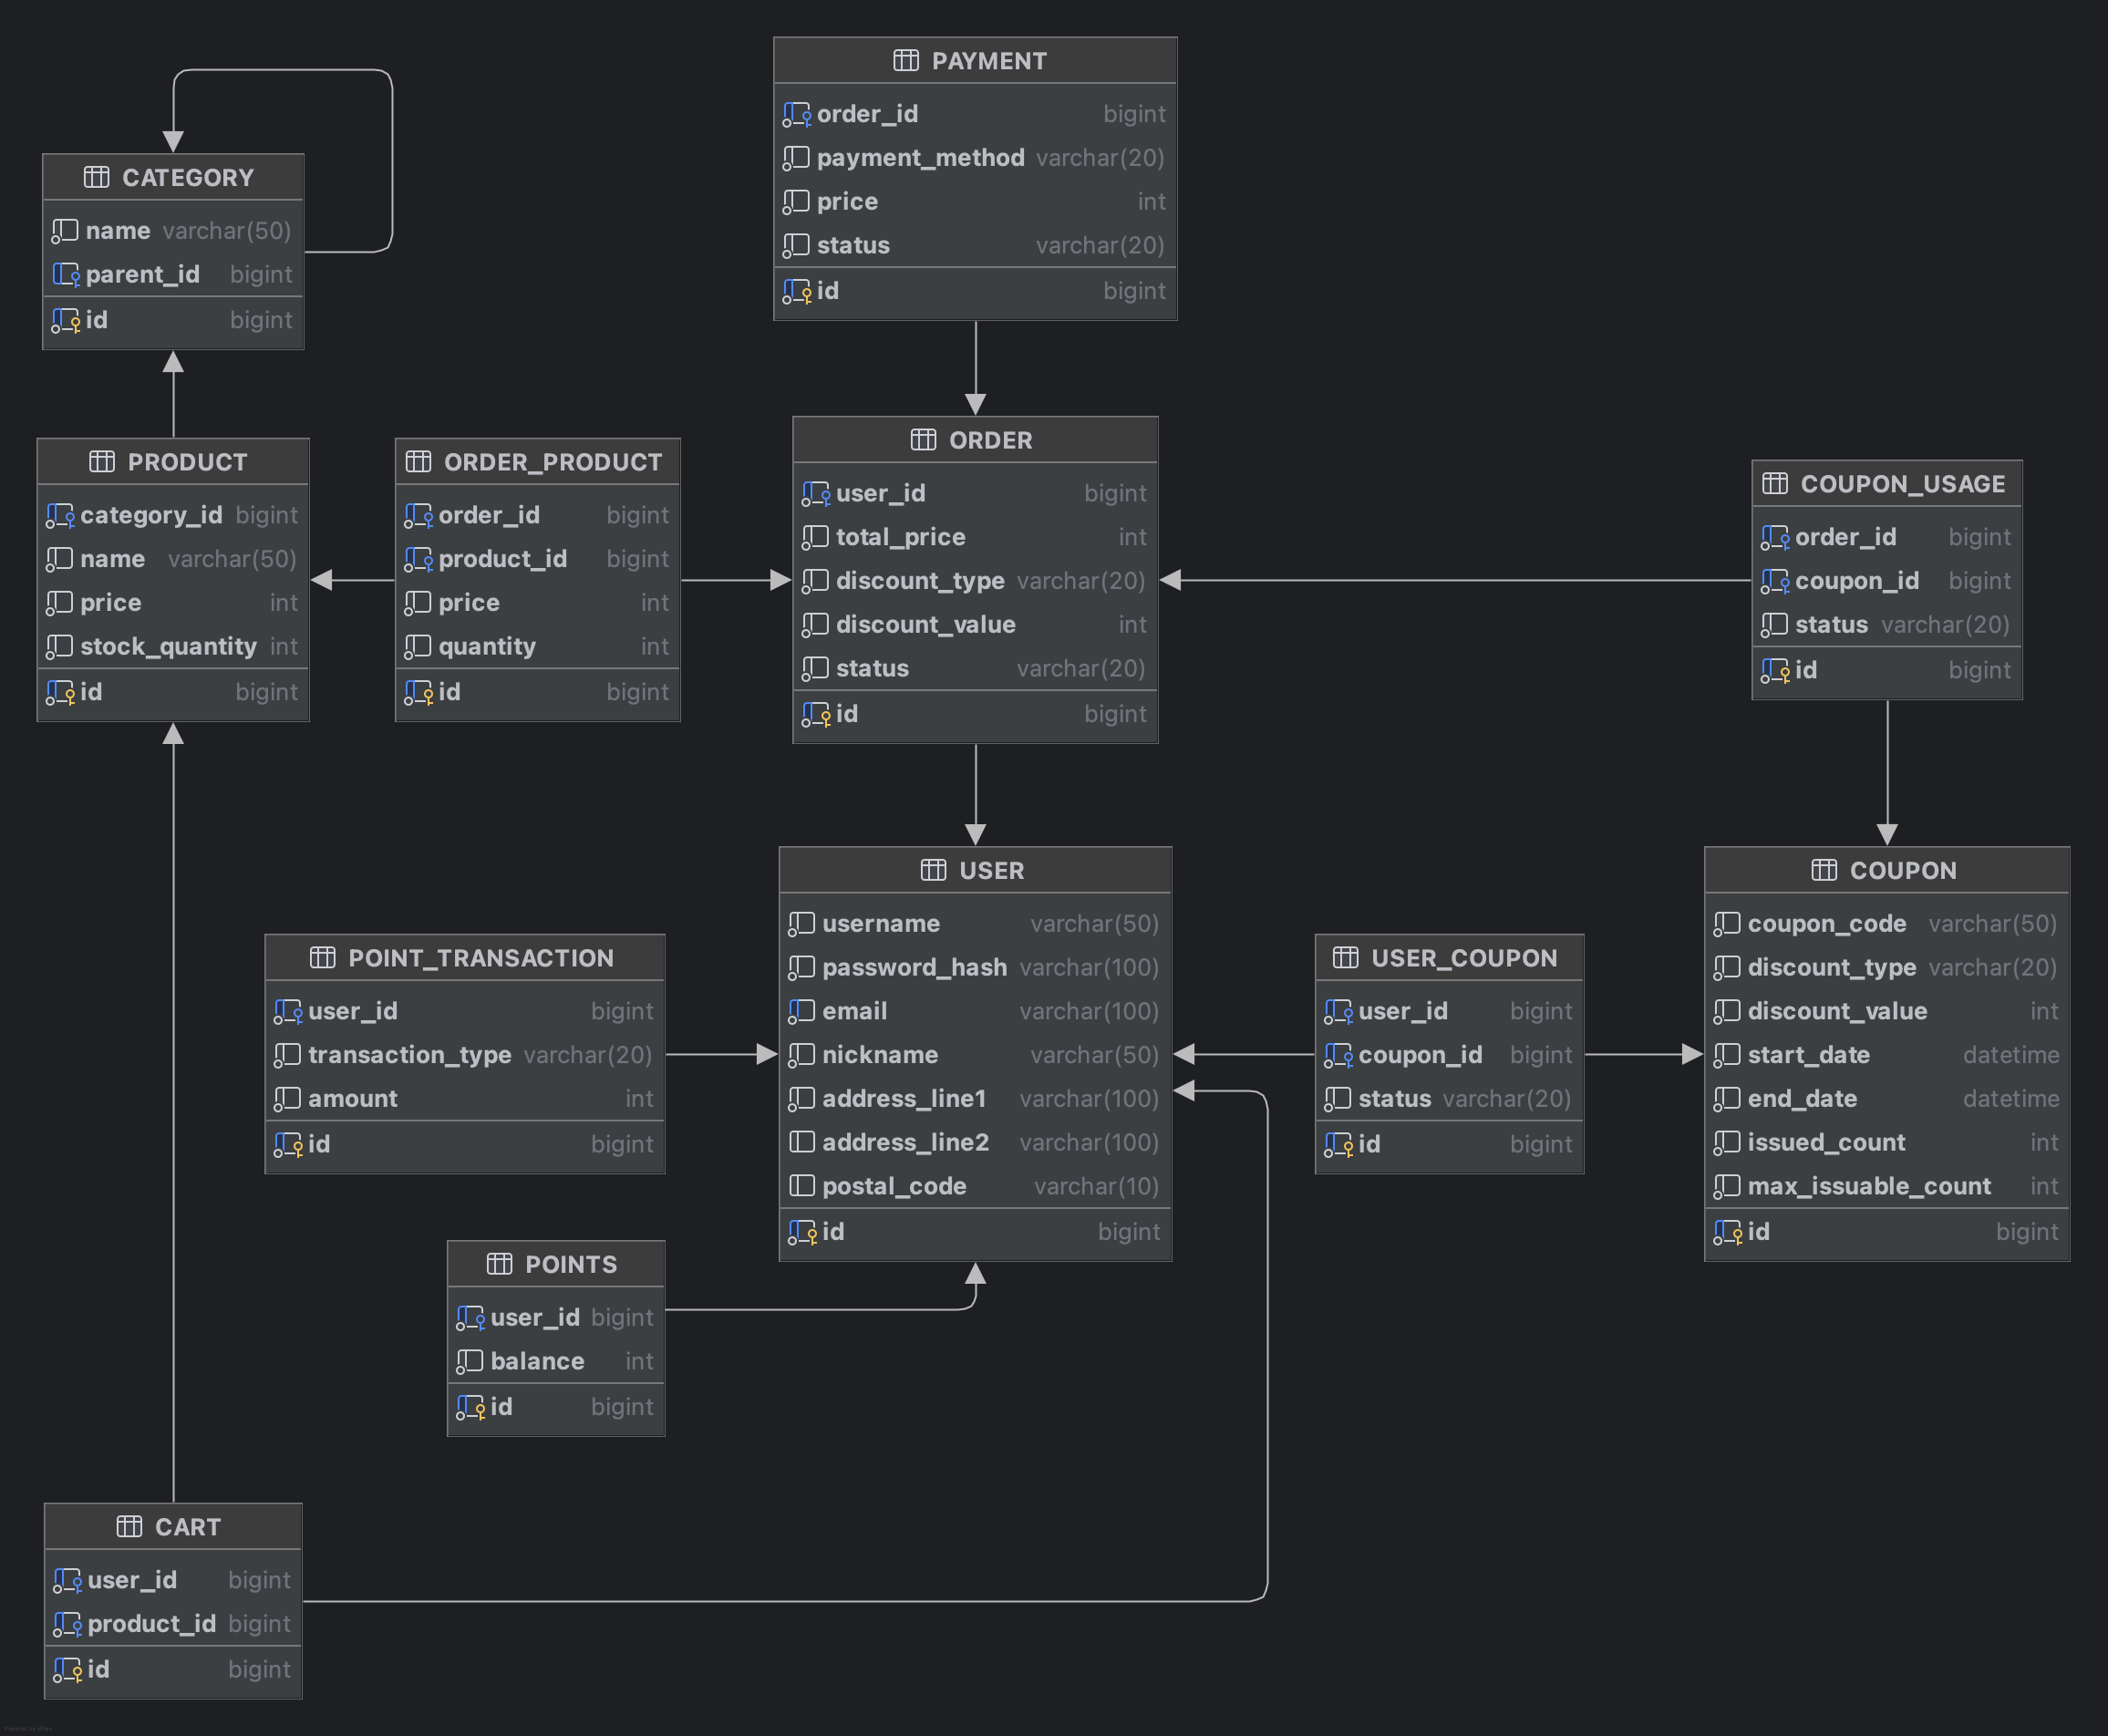 PAYMENT
order_id bigint
payment_method varchar(20)
price int
status varchar(20)
id bigint
CATEGORY
name varchar(50)
parent_id bigint
id bigint
PRODUCT
category_id bigint
name varchar(50)
price int
stock_quantity int
id bigint
ORDER_PRODUCT
order_id bigint
product_id bigint
price int
quantity int
id bigint
ORDER
user_id bigint
total_price int
discount_type varchar(20)
discount_value int
status varchar(20)
id bigint
COUPON_USAGE
order_id bigint
coupon_id bigint
status varchar(20)
id bigint
POINT_TRANSACTION
user_id bigint
transaction_type varchar(20)
amount int
id bigint
USER
username varchar(50)
password_hash varchar(100)
email varchar(100)
nickname varchar(50)
address_line1 varchar(100)
address_line2 varchar(100)
postal_code varchar(10)
id bigint
USER_COUPON
user_id bigint
coupon_id bigint
status varchar(20)
id bigint
COUPON
coupon_code varchar(50)
discount_type varchar(20)
discount_value int
start_date datetime
end_date datetime
issued_count int
max_issuable_count int
id bigint
POINTS
user_id bigint
balance int
id bigint
CART
user_id bigint
product_id bigint
id bigint
Powered by yFiles